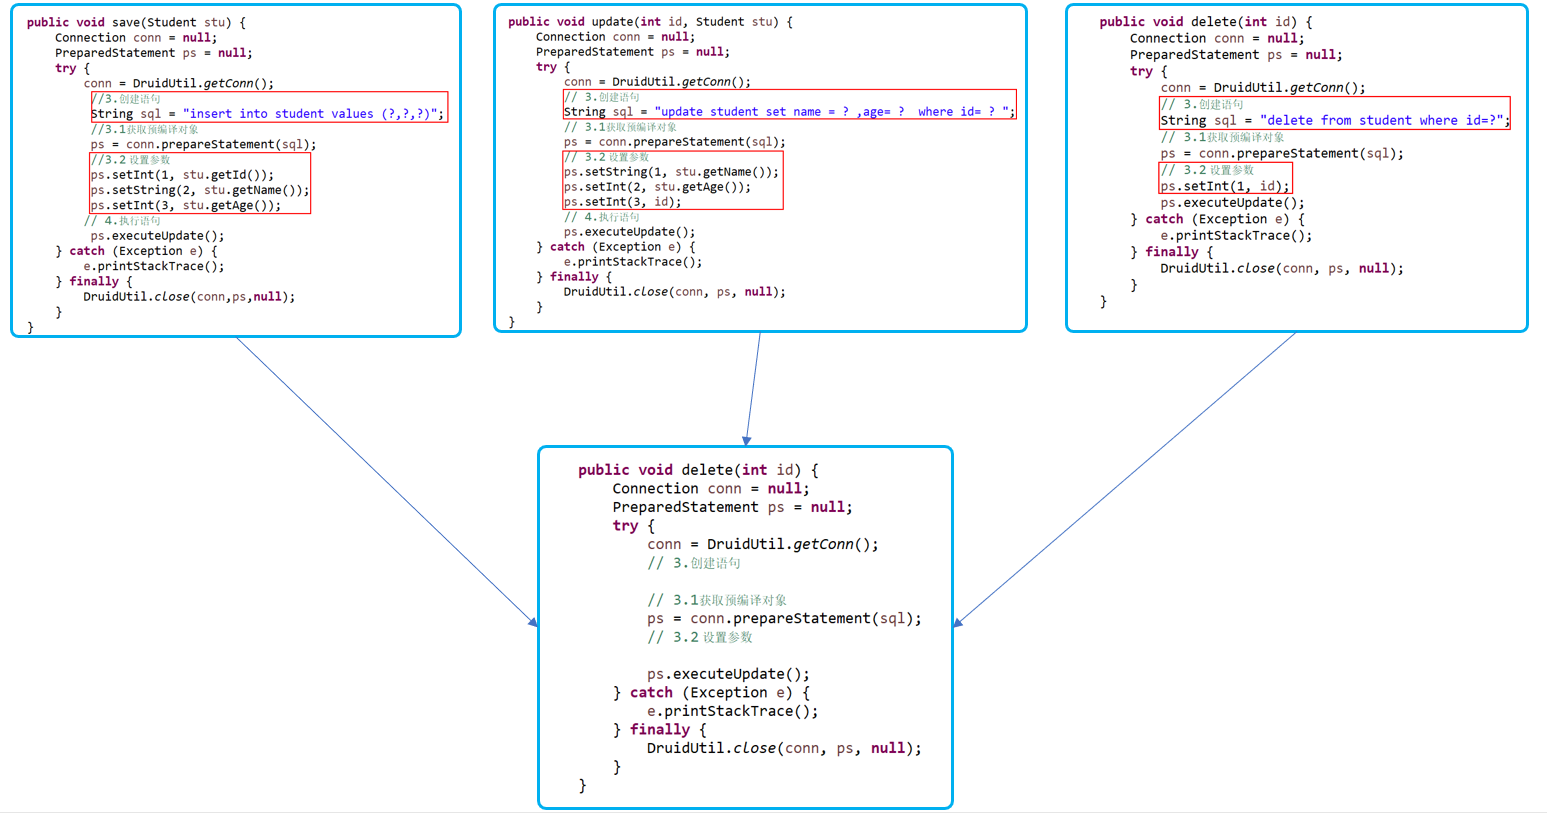 public void save(Student stu) {
    Connection conn = null;
    PreparedStatement ps = null;
    try {
        conn = DruidUtil.getConn();
         //3.创建语句
         String sql = "insert into student values (?,?,?)";
         //3.1获取预编译对象
         ps = conn.prepareStatement(sql);
         //3.2 设置参数
         ps.setInt(1, stu.getId());
         ps.setString(2, stu.getName());
         ps.setInt(3, stu.getAge());
        // 4.执行语句
         ps.executeUpdate();
    } catch (Exception e) {
        e.printStackTrace();
    } finally {
        DruidUtil.close(conn,ps,null);
    }
}
public void update(int id, Student stu) {
    Connection conn = null;
    PreparedStatement ps = null;
    try {
        conn = DruidUtil.getConn();
        // 3.创建语句
        String sql = "update student set name = ? ,age= ?  where id= ? ";
        // 3.1获取预编译对象
        ps = conn.prepareStatement(sql);
        // 3.2 设置参数
        ps.setString(1, stu.getName());
        ps.setInt(2, stu.getAge());
        ps.setInt(3, id);
        // 4.执行语句
        ps.executeUpdate();
    } catch (Exception e) {
        e.printStackTrace();
    } finally {
        DruidUtil.close(conn, ps, null);
    }
}
public void delete(int id) {
    Connection conn = null;
    PreparedStatement ps = null;
    try {
        conn = DruidUtil.getConn();
        // 3.创建语句
        String sql = "delete from student where id=?";
        // 3.1获取预编译对象
        ps = conn.prepareStatement(sql);
        // 3.2 设置参数
        ps.setInt(1, id);
        ps.executeUpdate();
    } catch (Exception e) {
        e.printStackTrace();
    } finally {
        DruidUtil.close(conn, ps, null);
    }
}
public void delete(int id) {
    Connection conn = null;
    PreparedStatement ps = null;
    try {
        conn = DruidUtil.getConn();
        // 3.创建语句
        // 3.1获取预编译对象
        ps = conn.prepareStatement(sql);
        // 3.2 设置参数
        ps.executeUpdate();
    } catch (Exception e) {
        e.printStackTrace();
    } finally {
        DruidUtil.close(conn, ps, null);
    }
}